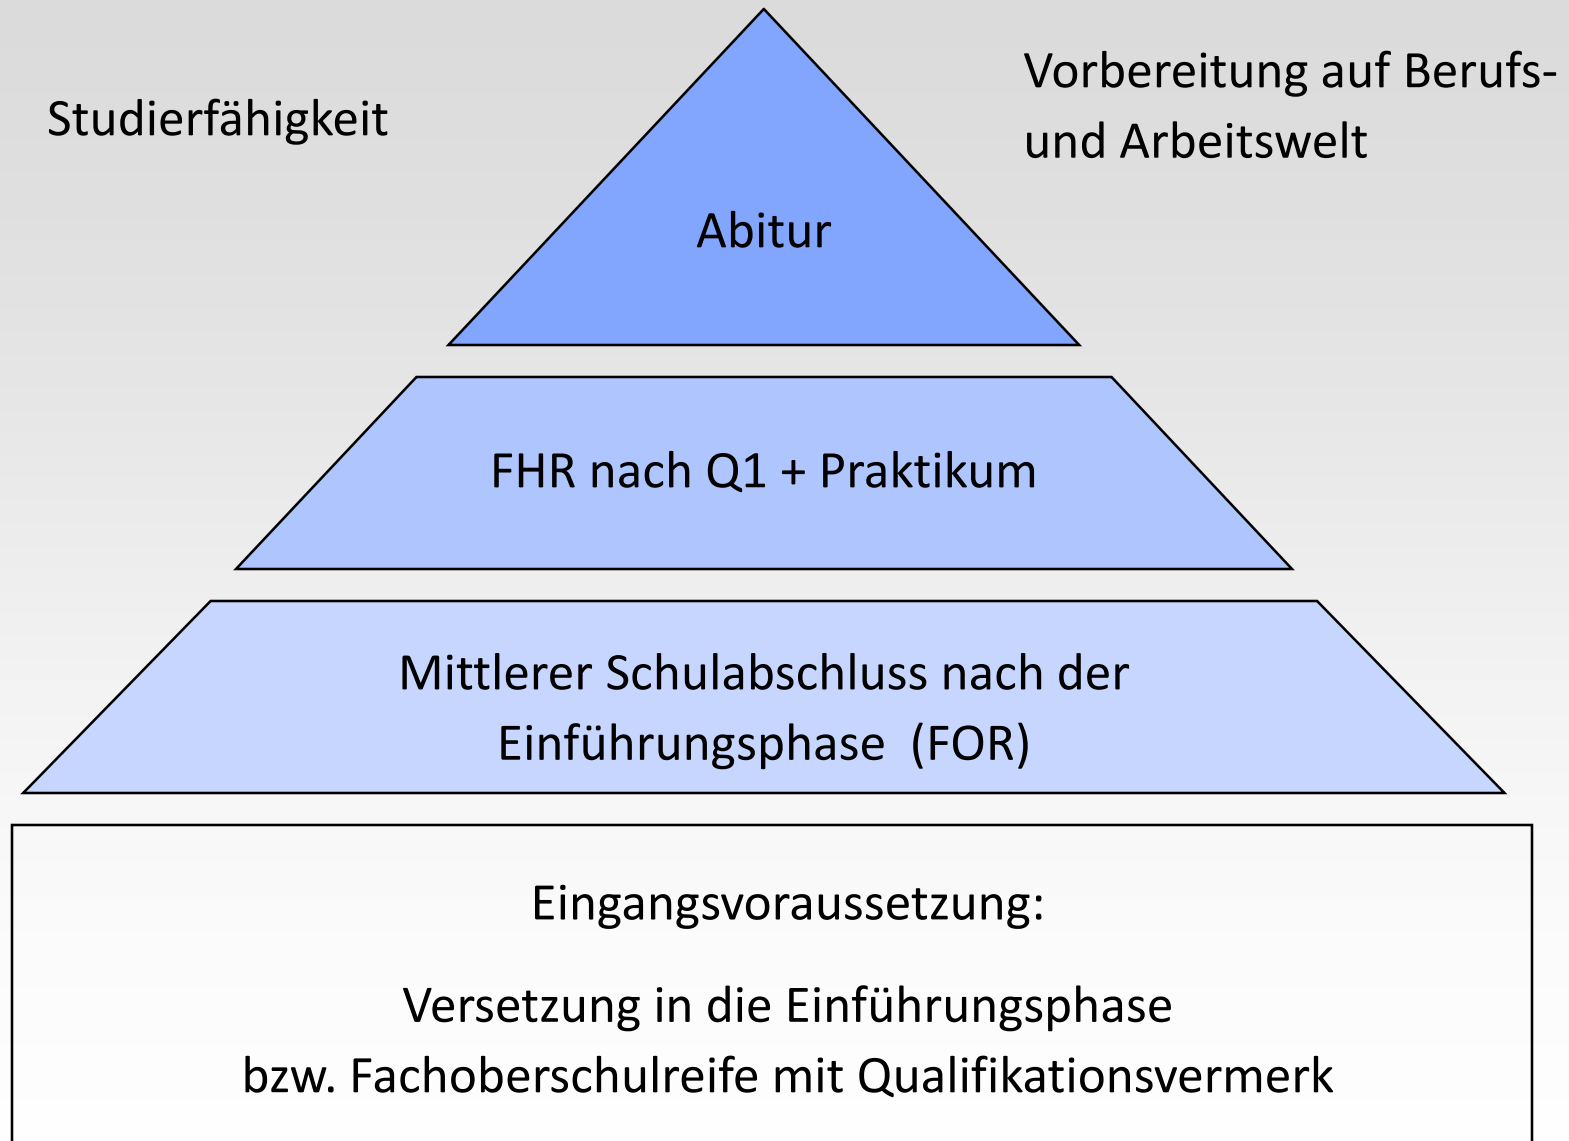 Studierfähigkeit
Vorbereitung auf Berufs-
und Arbeitswelt
Abitur
FHR nach Q1 + Praktikum
Mittlerer Schulabschluss nach der
Einführungsphase (FOR)
Eingangsvoraussetzung:
Versetzung in die Einführungsphase
bzw. Fachoberschulreife mit Qualifikationsvermerk